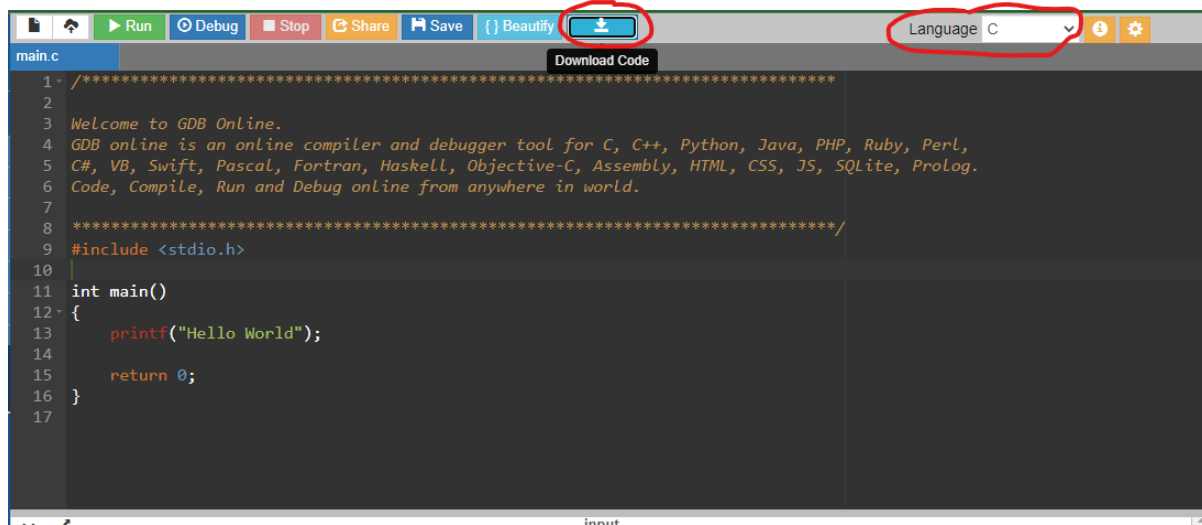 Run Debug Stop Share Save {} Beautify Language C
Download Code
main.c
1 /******************************************************************************
2
3 Welcome to GDB Online.
4 GDB online is an online compiler and debugger tool for C, C++, Python, Java, PHP, Ruby, Perl,
5 C#, VB, Swift, Pascal, Fortran, Haskell, Objective-C, Assembly, HTML, CSS, JS, SQLite, Prolog.
6 Code, Compile, Run and Debug online from anywhere in world.
7
8 *******************************************************************************/
9 #include <stdio.h>
10
11 int main()
12 {
13 printf("Hello World");
14
15 return 0;
16 }
17
input